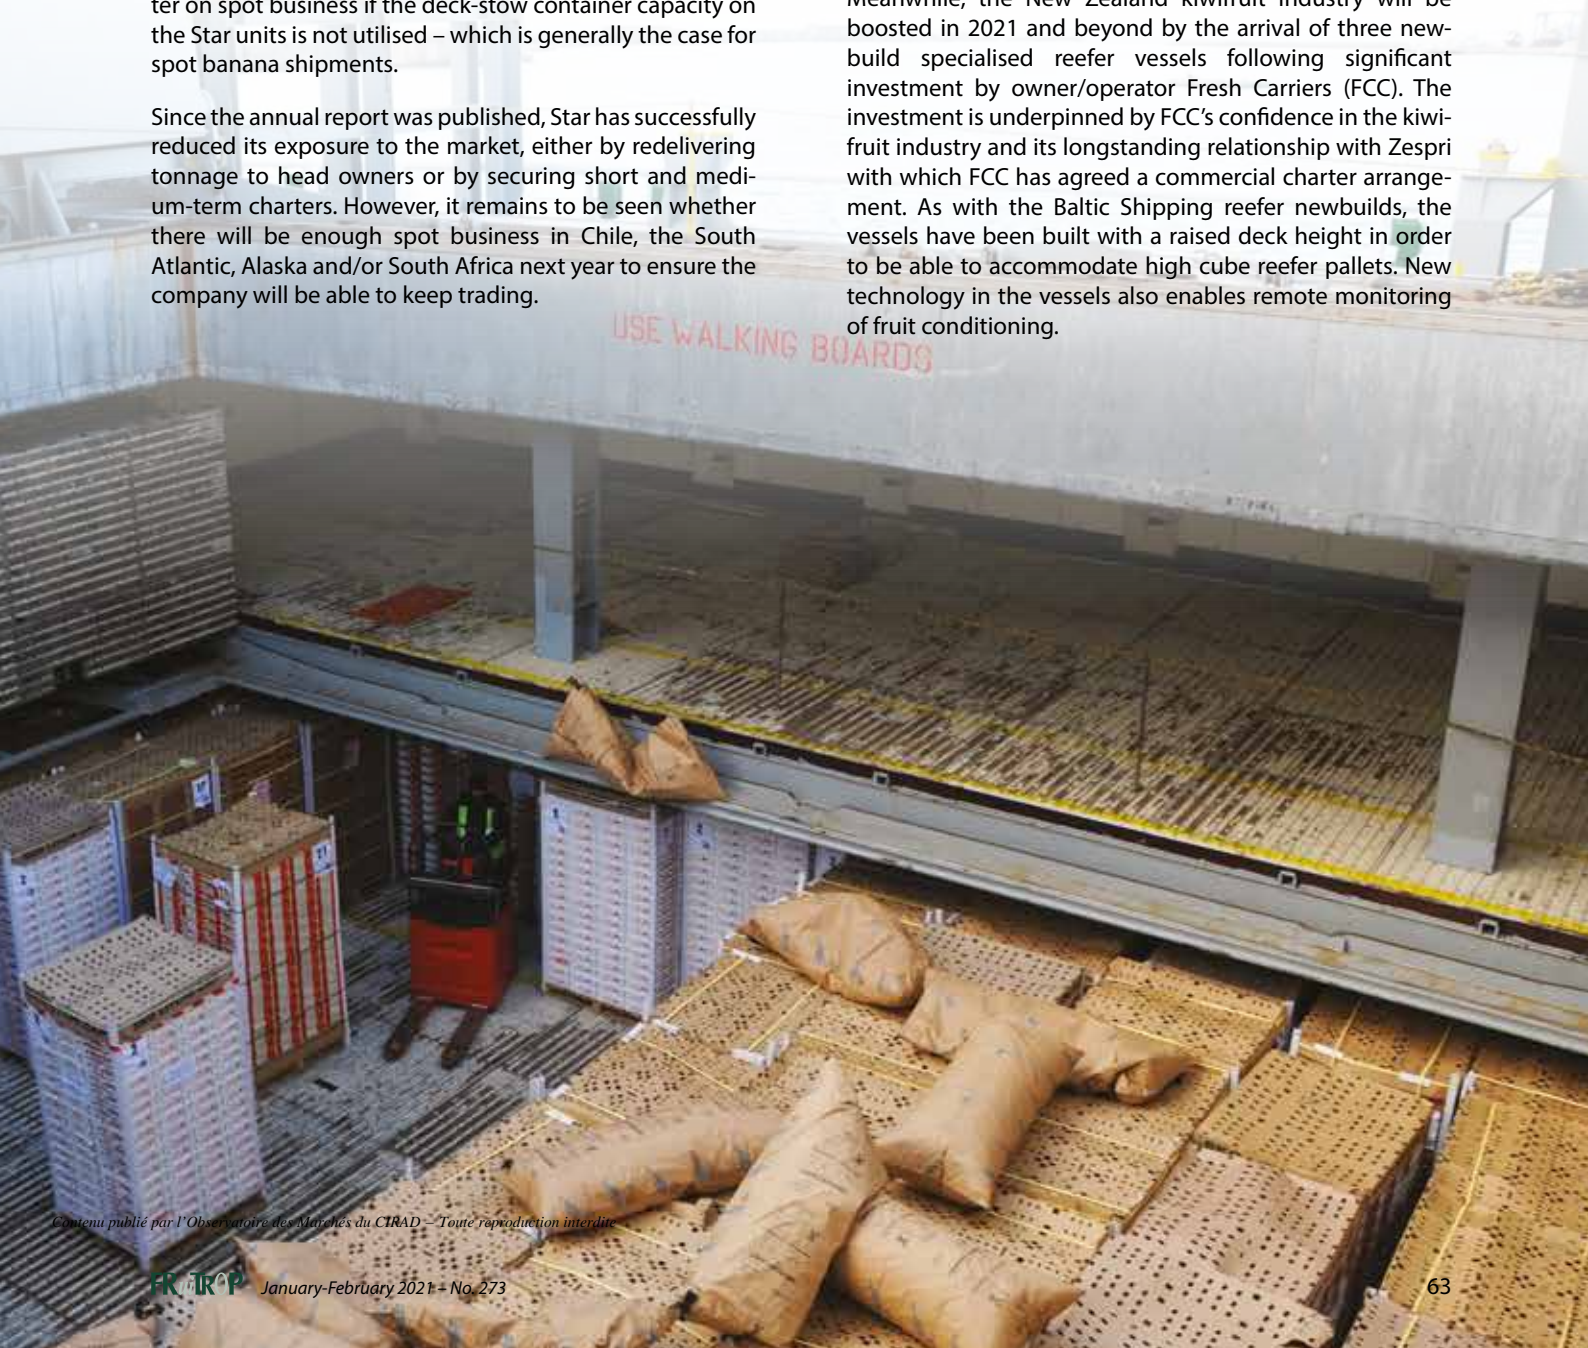 ter on spot business if the deck-stow container capacity on
the Star units is not utilised – which is generally the case for
spot banana shipments.
Since the annual report was published, Star has successfully
reduced its exposure to the market, either by redelivering
tonnage to head owners or by securing short and medi-
um-term charters. However, it remains to be seen whether
there will be enough spot business in Chile, the South
Atlantic, Alaska and/or South Africa next year to ensure the
company will be able to keep trading.
Meanwhile, the New Zealand kiwifruit industry will be
boosted in 2021 and beyond by the arrival of three new-
build specialised reefer vessels following significant
investment by owner/operator Fresh Carriers (FCC). The
investment is underpinned by FCC’s confidence in the kiwi-
fruit industry and its longstanding relationship with Zespri
with which FCC has agreed a commercial charter arrange-
ment. As with the Baltic Shipping reefer newbuilds, the
vessels have been built with a raised deck height in order
to be able to accommodate high cube reefer pallets. New
technology in the vessels also enables remote monitoring
of fruit conditioning.
USE WALKING BOARDS
Contenu publié par l’Observatoire des Marchés du CIRAD – Toute reproduction interdite
FRUITROP January-February 2021 – No. 273
63